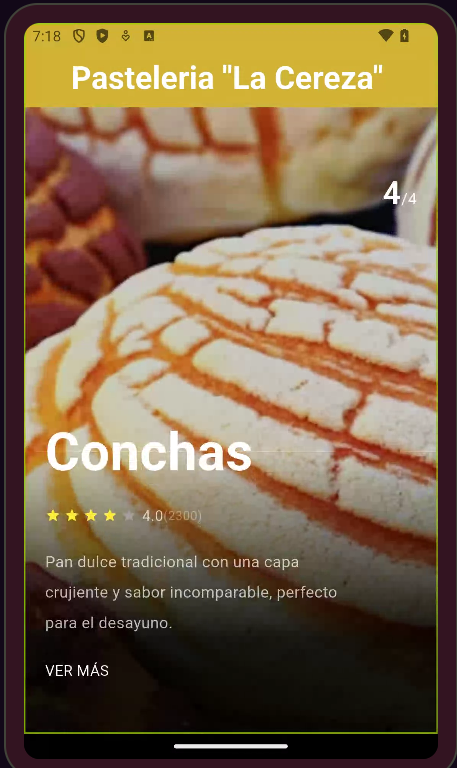 7:18
Pasteleria "La Cereza"
4/4
Conchas
4.0(2300)
Pan dulce tradicional con una capa
crujiente y sabor incomparable, perfecto
para el desayuno.
VER MÁS